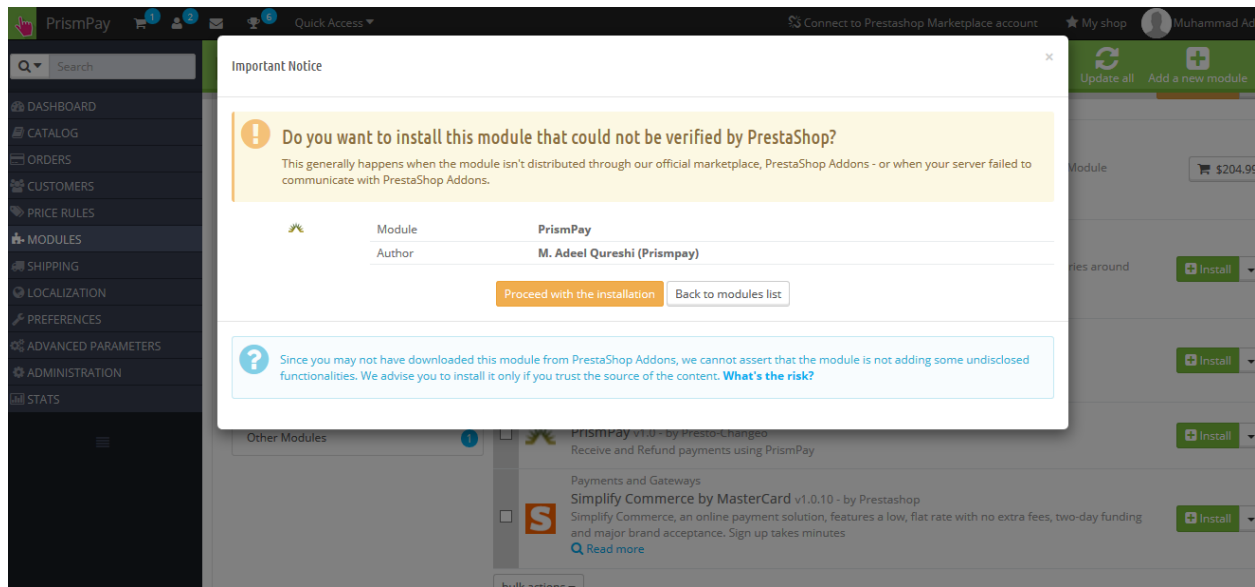 PrismPay 1 2 6 Quick Access Connect to Prestashop Marketplace account My shop Muhammad Ad
Search
Update all Add a new module
DASHBOARD
CATALOG
ORDERS
CUSTOMERS
PRICE RULES
MODULES
SHIPPING
LOCALIZATION
PREFERENCES
ADVANCED PARAMETERS
ADMINISTRATION
STATS
Important Notice ×
Do you want to install this module that could not be verified by PrestaShop?
This generally happens when the module isn't distributed through our official marketplace, PrestaShop Addons - or when your server failed to
communicate with PrestaShop Addons.
Module PrismPay
Author M. Adeel Qureshi (Prismpay)
Proceed with the installation Back to modules list
Since you may not have downloaded this module from PrestaShop Addons, we cannot assert that the module is not adding some undisclosed
functionalities. We advise you to install it only if you trust the source of the content. What's the risk?
Module $204.99
ries around Install
Install
Other Modules 1
PrismPay v1.0 - by Presto-Changeo
Receive and Refund payments using PrismPay
Install
Payments and Gateways
Simplify Commerce by MasterCard v1.0.10 - by Prestashop
Simplify Commerce, an online payment solution, features a low, flat rate with no extra fees, two-day funding
and major brand acceptance. Sign up takes minutes
Read more
Install
bulk actions